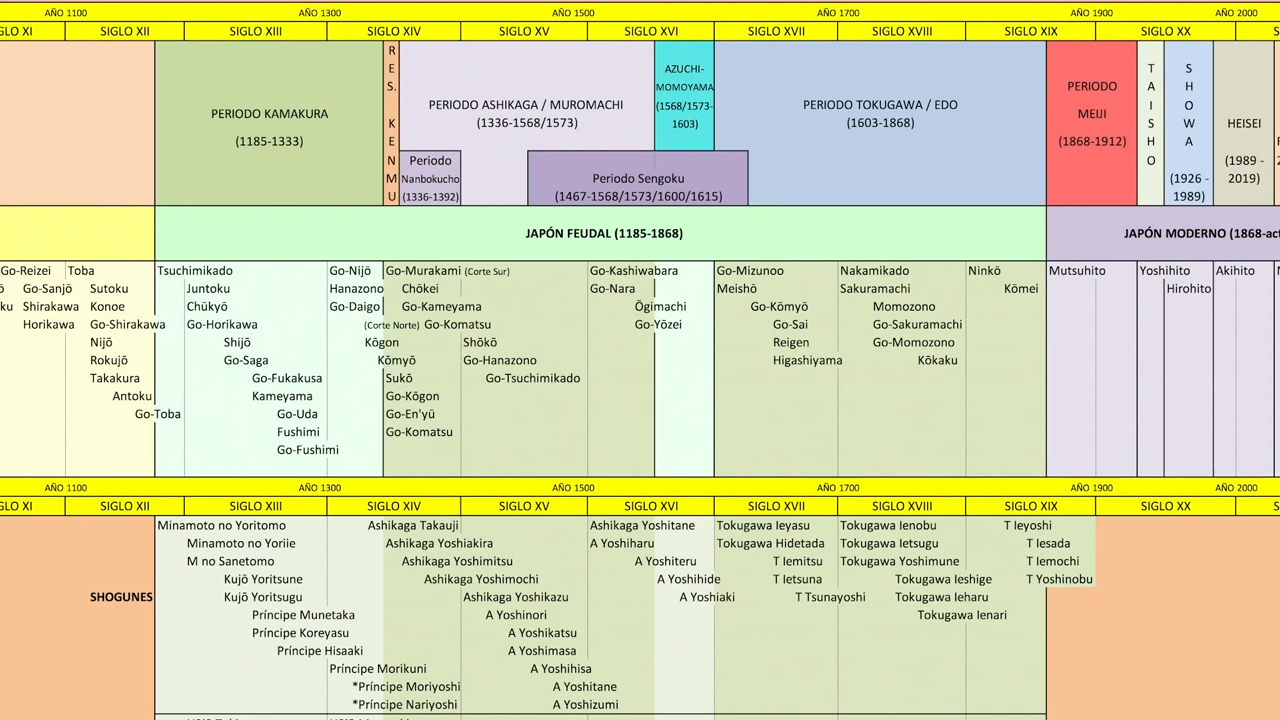 AÑO 1100 AÑO 1300 AÑO 1500 AÑO 1700 AÑO 1900 AÑO 2000
GLO XI SIGLO XII SIGLO XIII SIGLO XIV SIGLO XV SIGLO XVI SIGLO XVII SIGLO XVIII SIGLO XIX SIGLO XX S
PERIODO KAMAKURA
(1185-1333)
RES. KENMU
PERIODO ASHIKAGA / MUROMACHI
(1336-1568/1573)
Periodo
Nanbokucho
(1336-1392)
AZUCHI-
MOMOYAMA
(1568/1573-
1603)
Periodo Sengoku
(1467-1568/1573/1600/1615)
PERIODO TOKUGAWA / EDO
(1603-1868)
PERIODO
MEIJI
(1868-1912)
TAISHO
SHOWA
(1926 -
1989)
HEISEI
(1989 -
2019)
JAPÓN FEUDAL (1185-1868)
JAPÓN MODERNO (1868-act
Go-Reizei Toba Tsuchimikado Go-Nijō Go-Murakami (Corte Sur) Go-Kashiwabara Go-Mizunoo Nakamikado Ninkō Mutsuhito Yoshihito Akihito N
ō Go-Sanjō Sutoku Juntoku Hanazono Chōkei Go-Nara Meishō Sakuramachi Kōmei Hirohito
ku Shirakawa Konoe Chūkyō Go-Daigo Go-Kameyama Ōgimachi Go-Kōmyō Momozono
Horikawa Go-Shirakawa Go-Horikawa (Corte Norte) Go-Komatsu Go-Yōzei Go-Sai Go-Sakuramachi
Nijō Shijō Kōgon Shōkō Reigen Go-Momozono
Rokujō Go-Saga Kōmyō Go-Hanazono Higashiyama Kōkaku
Takakura Go-Fukakusa Sukō Go-Tsuchimikado
Antoku Kameyama Go-Kōgon
Go-Toba Go-Uda Go-En'yū
Fushimi Go-Komatsu
Go-Fushimi
AÑO 1100 AÑO 1300 AÑO 1500 AÑO 1700 AÑO 1900 AÑO 2000
GLO XI SIGLO XII SIGLO XIII SIGLO XIV SIGLO XV SIGLO XVI SIGLO XVII SIGLO XVIII SIGLO XIX SIGLO XX S
Minamoto no Yoritomo Ashikaga Takauji Ashikaga Yoshitane Tokugawa Ieyasu Tokugawa Ienobu T Ieyoshi
Minamoto no Yoriie Ashikaga Yoshiakira A Yoshiharu Tokugawa Hidetada Tokugawa Ietsugu T Iesada
M no Sanetomo Ashikaga Yoshimitsu A Yoshiteru T Iemitsu Tokugawa Yoshimune T Iemochi
Kujō Yoritsune Ashikaga Yoshimochi A Yoshihide T Ietsuna Tokugawa Ieshige T Yoshinobu
SHOGUNES Kujō Yoritsugu Ashikaga Yoshikazu A Yoshiaki T Tsunayoshi Tokugawa Ieharu
Príncipe Munetaka A Yoshinori Tokugawa Ienari
Príncipe Koreyasu A Yoshikatsu
Príncipe Hisaaki A Yoshimasa
Príncipe Morikuni A Yoshihisa
*Príncipe Moriyoshi A Yoshitane
*Príncipe Nariyoshi A Yoshizumi